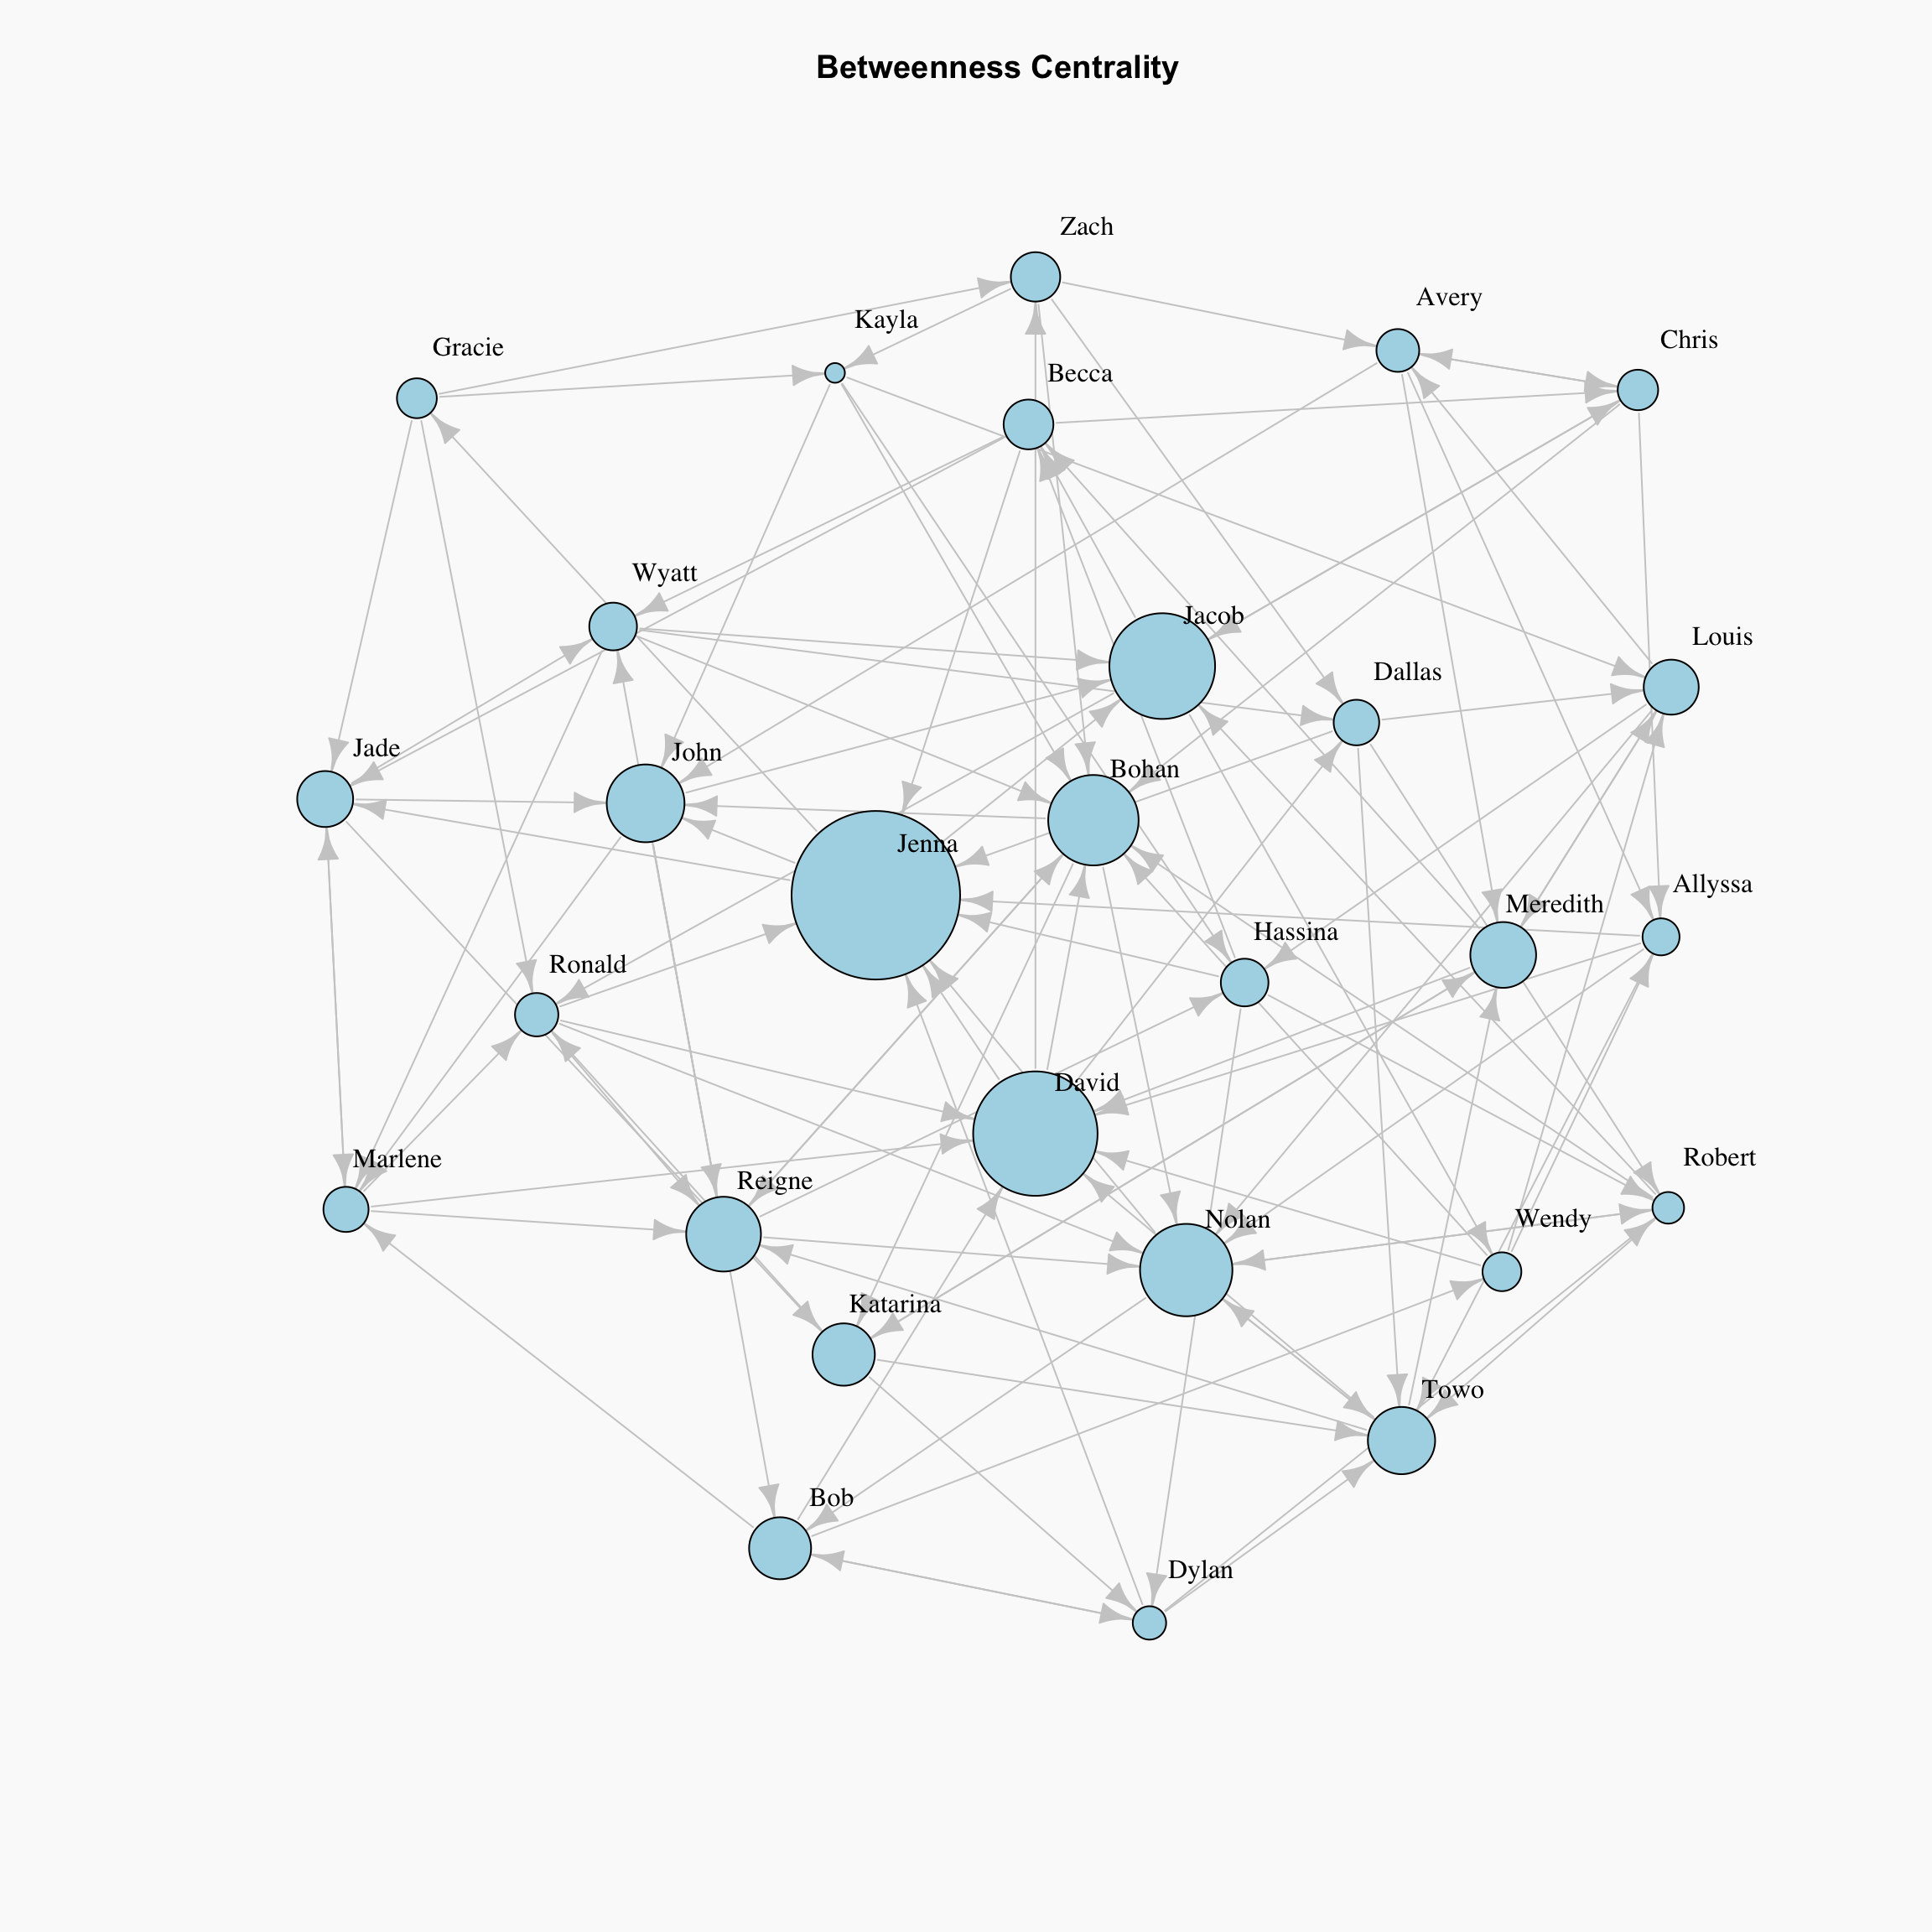 Betweenness Centrality
Zach
Avery
Kayla
Chris
Gracie
Becca
Wyatt
Jacob
Louis
Dallas
Jade
John
Bohan
Jenna
Allyssa
Meredith
Hassina
Ronald
David
Robert
Marlene
Reigne
Nolan
Wendy
Katarina
Towo
Bob
Dylan